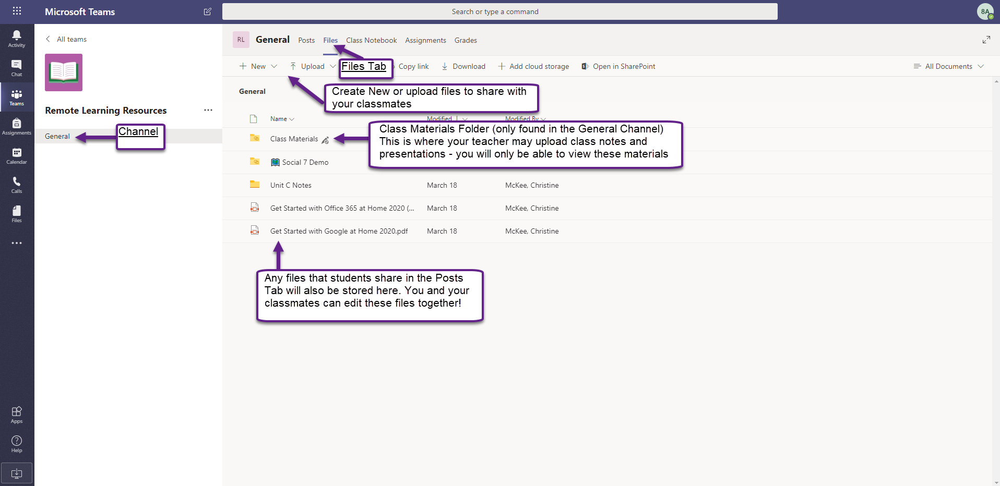 Microsoft Teams
Search or type a command
8A
Activity
Chat
Teams
Assignments
Calendar
Calls
Files
Apps
Help
All teams
Remote Learning Resources
General
Channel
RL General Posts Files Class Notebook Assignments Grades
New Upload Copy link Download Add cloud storage Open in SharePoint All Documents
Files Tab
Create New or upload files to share with
your classmates
General
Name Modified Modified By
Class Materials
Class Materials Folder (only found in the General Channel)
This is where your teacher may upload class notes and
presentations - you will only be able to view these materials
Social 7 Demo
Unit C Notes March 18 McKee, Christine
Get Started with Office 365 at Home 2020 (... March 18 McKee, Christine
Get Started with Google at Home 2020.pdf March 18 McKee, Christine
Any files that students share in the Posts
Tab will also be stored here. You and your
classmates can edit these files together!